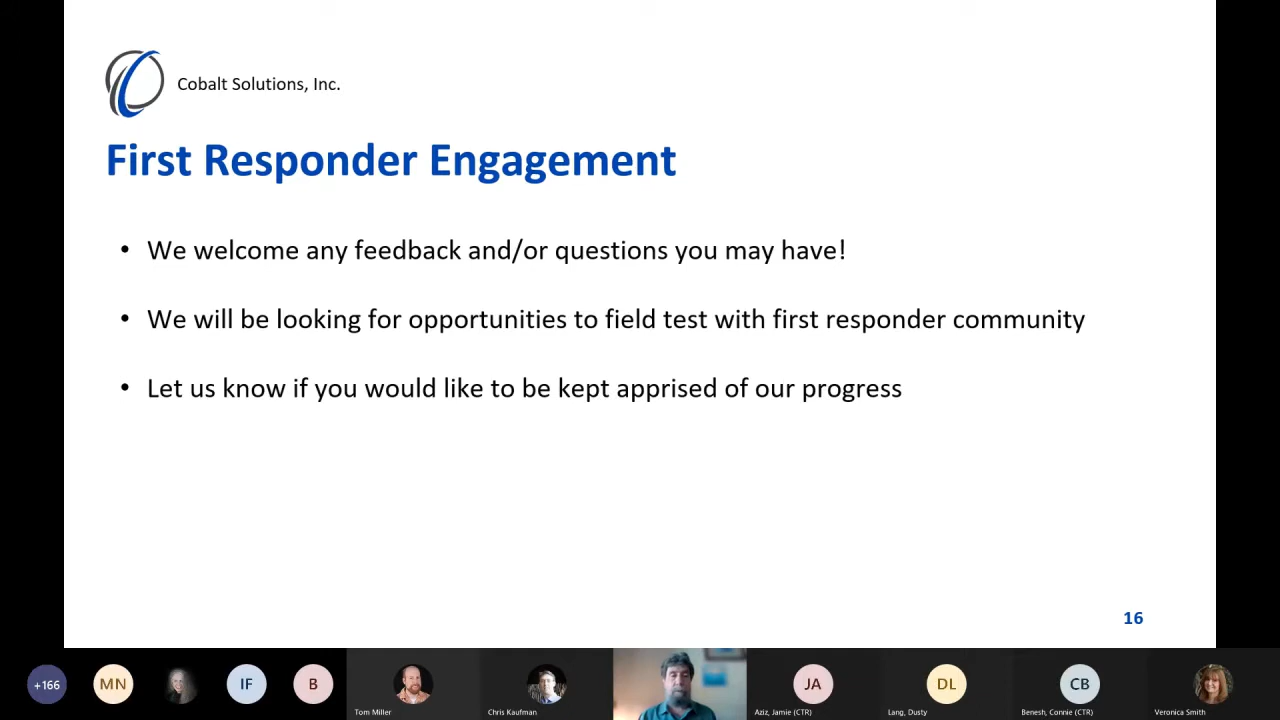 Cobalt Solutions, Inc.
First Responder Engagement
• We welcome any feedback and/or questions you may have!
• We will be looking for opportunities to field test with first responder community
• Let us know if you would like to be kept apprised of our progress
16
+166
MN
IF
B
Tom Miller
Chris Kaufman
JA
Aziz, Jamie (CTR)
DL
Lang, Dusty
CB
Benesh, Connie (CTR)
Veronica Smith